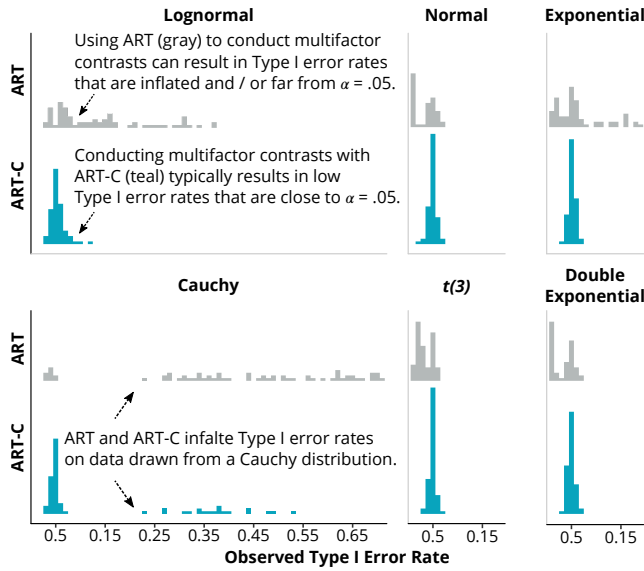 Lognormal
Normal
Exponential
ART
Using ART (gray) to conduct multifactor
contrasts can result in Type I error rates
that are inflated and / or far from α = .05.
ART-C
Conducting multifactor contrasts with
ART-C (teal) typically results in low
Type I error rates that are close to α = .05.
Cauchy
t(3)
Double
Exponential
ART
ART-C
ART and ART-C infalte Type I error rates
on data drawn from a Cauchy distribution.
0.5 0.15 0.25 0.35 0.45 0.55 0.65
0.5 0.15
0.5 0.15
Observed Type I Error Rate